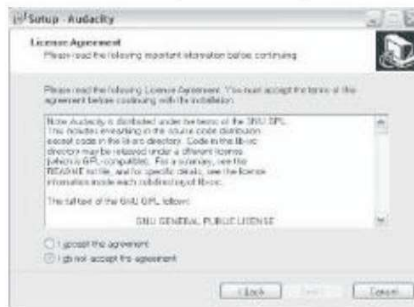 Setup - Audacity
License Agreement
Please read the following important information before continuing.
Please read the following License Agreement. You must accept the terms of this
agreement before continuing with the installation.
Note: Audacity is distributed under the terms of the GNU GPL.
This includes everything in the source code distribution
except code in the lib-src directory. Code in the lib-src
directory may be released under a different license
(which is GPL-compatible). For a summary, see the
README.txt file, and for specific details, see the license
information inside each subdirectory of lib-src.
The full text of the GNU GPL follows:
GNU GENERAL PUBLIC LICENSE
I accept the agreement
I do not accept the agreement
< Back
Cancel